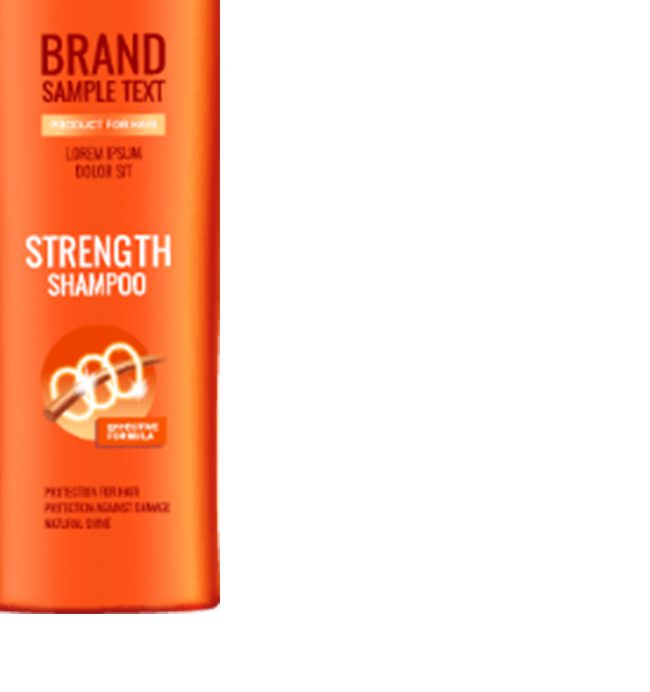 BRAND
SAMPLE TEXT
PRODUCT FOR HAIR
LOREM IPSUM
DOLOR SIT
STRENGTH
SHAMPOO
EFFECTIVE
FORMULA
PROTECTION FOR HAIR
PROTECTION AGAINST DAMAGE
NATURAL SHINE